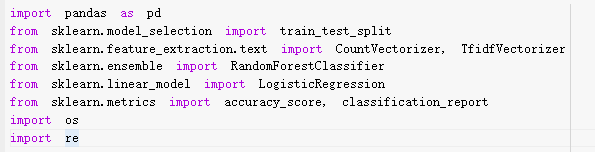 import pandas as pd
from sklearn.model_selection import train_test_split
from sklearn.feature_extraction.text import CountVectorizer, TfidfVectorizer
from sklearn.ensemble import RandomForestClassifier
from sklearn.linear_model import LogisticRegression
from sklearn.metrics import accuracy_score, classification_report
import os
import re